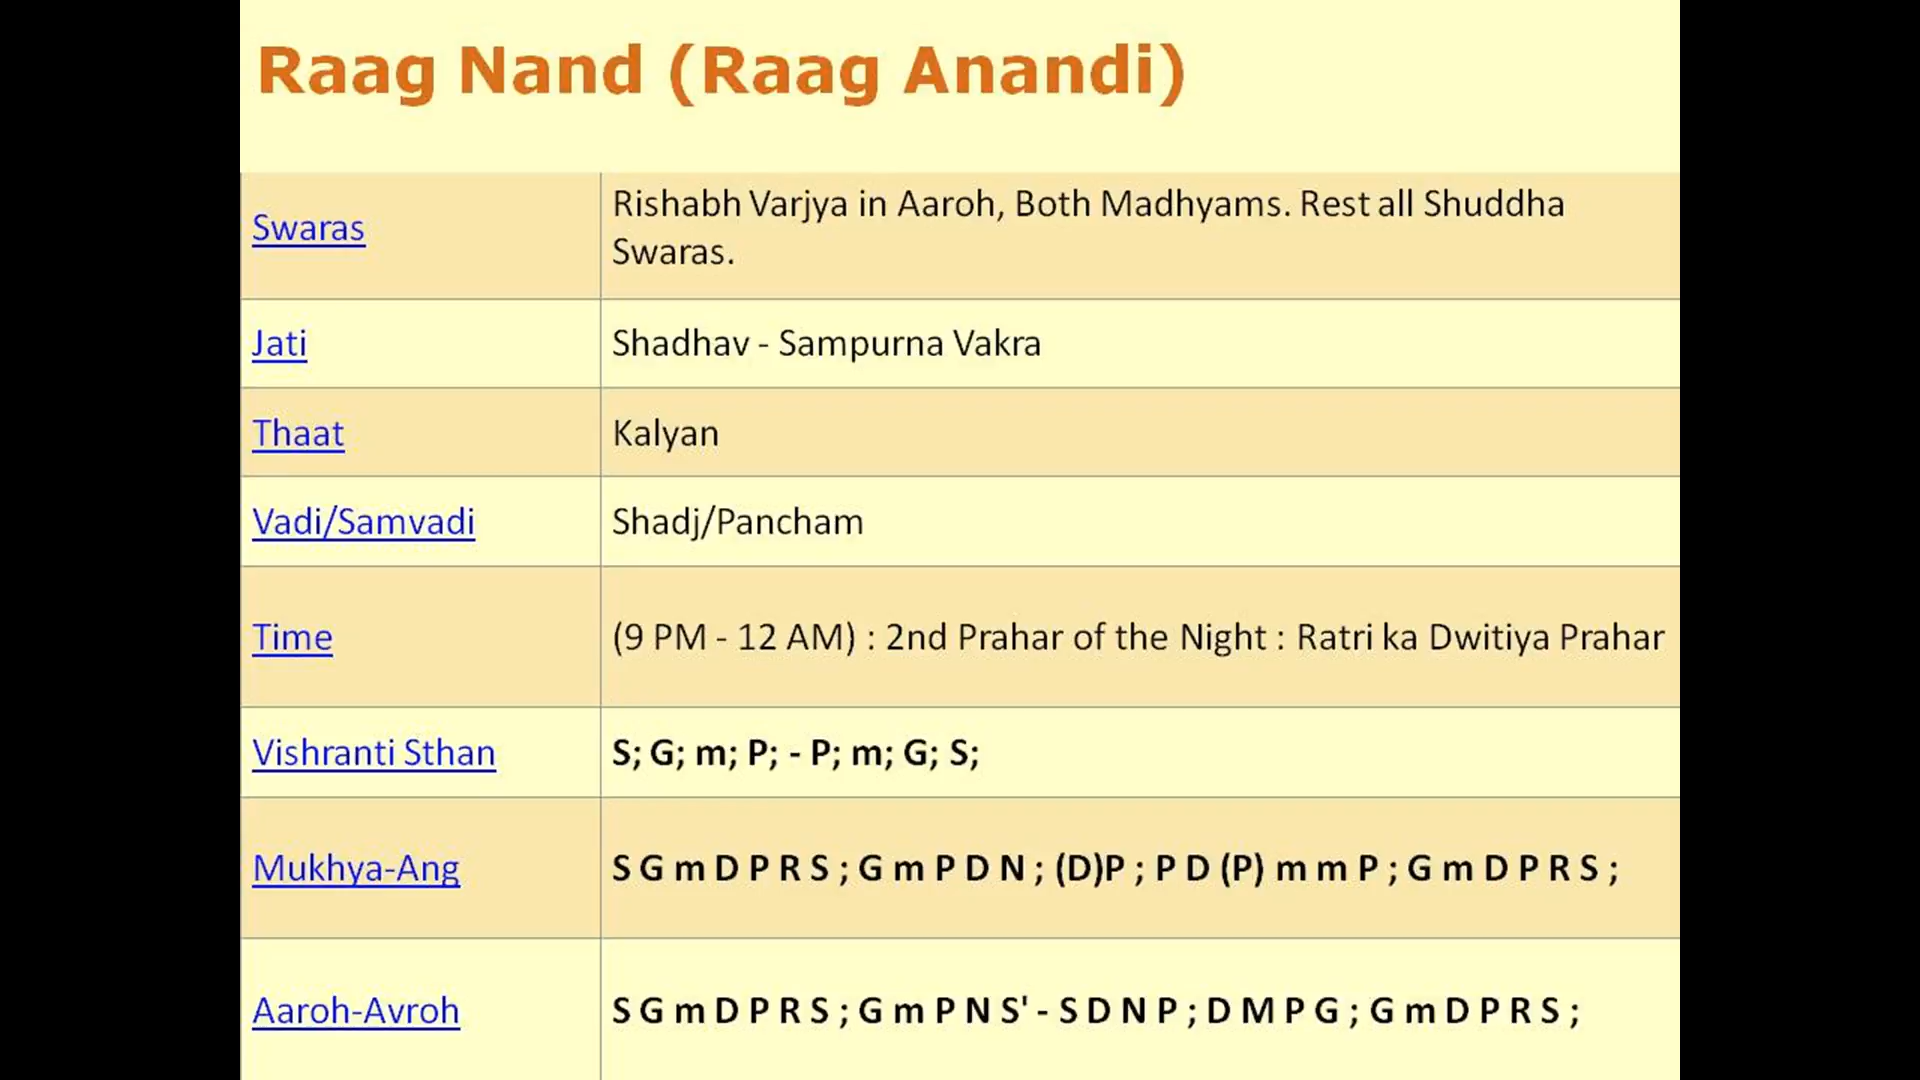 Raag Nand (Raag Anandi)
Swaras
Rishabh Varjya in Aaroh, Both Madhyams. Rest all Shuddha
Swaras.
Jati
Shadhav - Sampurna Vakra
Thaat
Kalyan
Vadi/Samvadi
Shadj/Pancham
Time
(9 PM - 12 AM) : 2nd Prahar of the Night : Ratri ka Dwitiya Prahar
Vishranti Sthan
S; G; m; P; - P; m; G; S;
Mukhya-Ang
S G m D P R S ; G m P D N ; (D)P ; P D (P) m m P ; G m D P R S ;
Aaroh-Avroh
S G m D P R S ; G m P N S' - S D N P ; D M P G ; G m D P R S ;